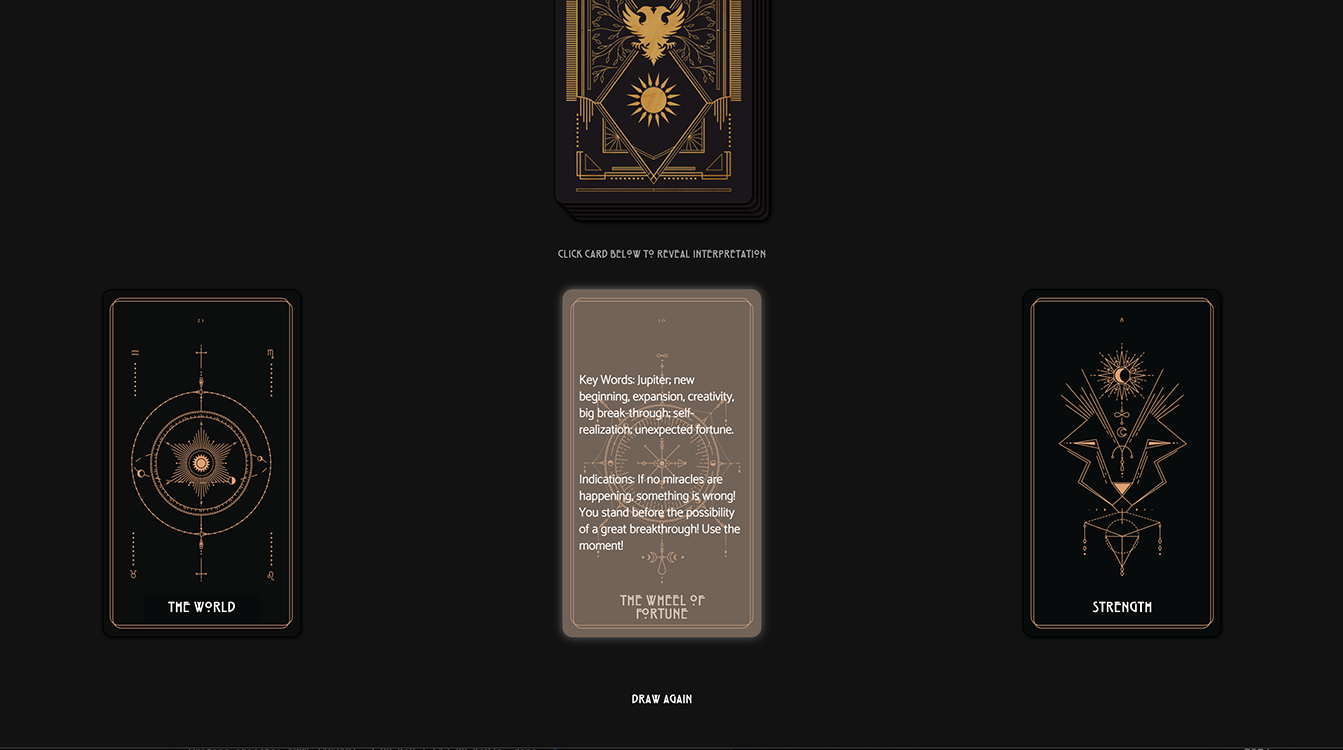 CLICK CARD BELOW TO REVEAL INTERPRETATION
21
THE WORLD
10
Key Words: Jupiter; new
beginning, expansion, creativity,
big break-through; self-
realization; unexpected fortune.
Indications: If no miracles are
happening, something is wrong!
You stand before the possibility
of a great breakthrough! Use the
moment!
THE WHEEL OF
FORTUNE
8
STRENGTH
DRAW AGAIN